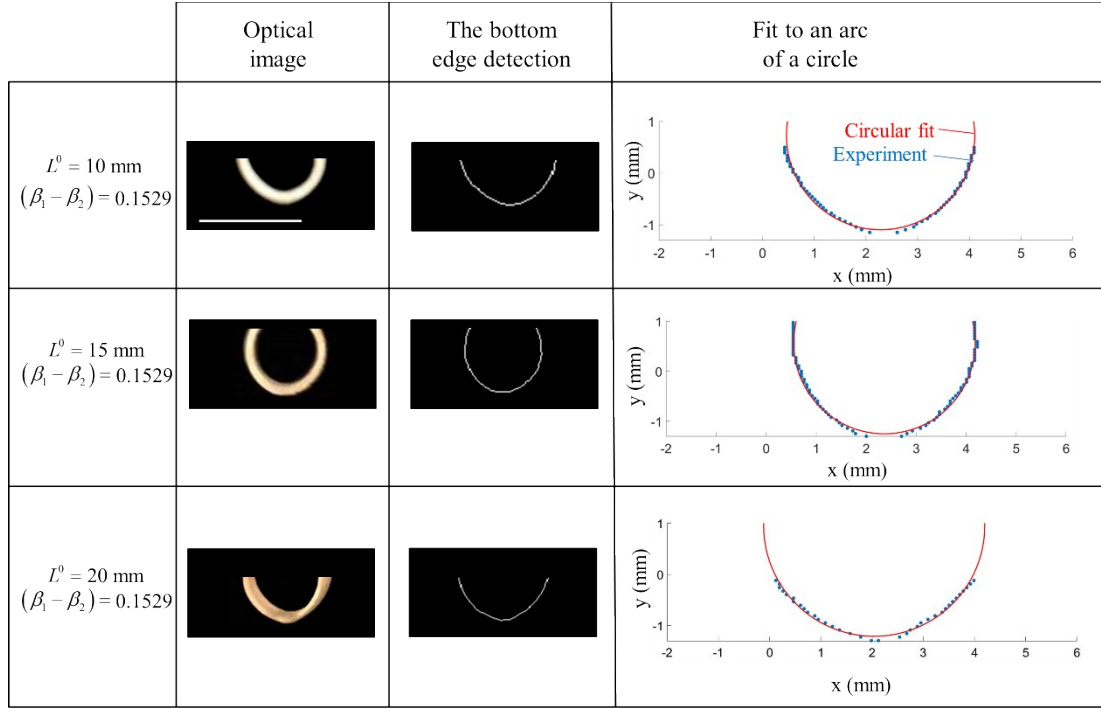 Optical
image
The bottom
edge detection
Fit to an arc
of a circle
L⁰ = 10 mm
(β₁ − β₂) = 0.1529
Circular fit
Experiment
y (mm)
1
0
-1
-2 -1 0 1 2 3 4 5 6
x (mm)
L⁰ = 15 mm
(β₁ − β₂) = 0.1529
y (mm)
1
0
-1
-2 -1 0 1 2 3 4 5 6
x (mm)
L⁰ = 20 mm
(β₁ − β₂) = 0.1529
y (mm)
1
0
-1
-2 -1 0 1 2 3 4 5 6
x (mm)